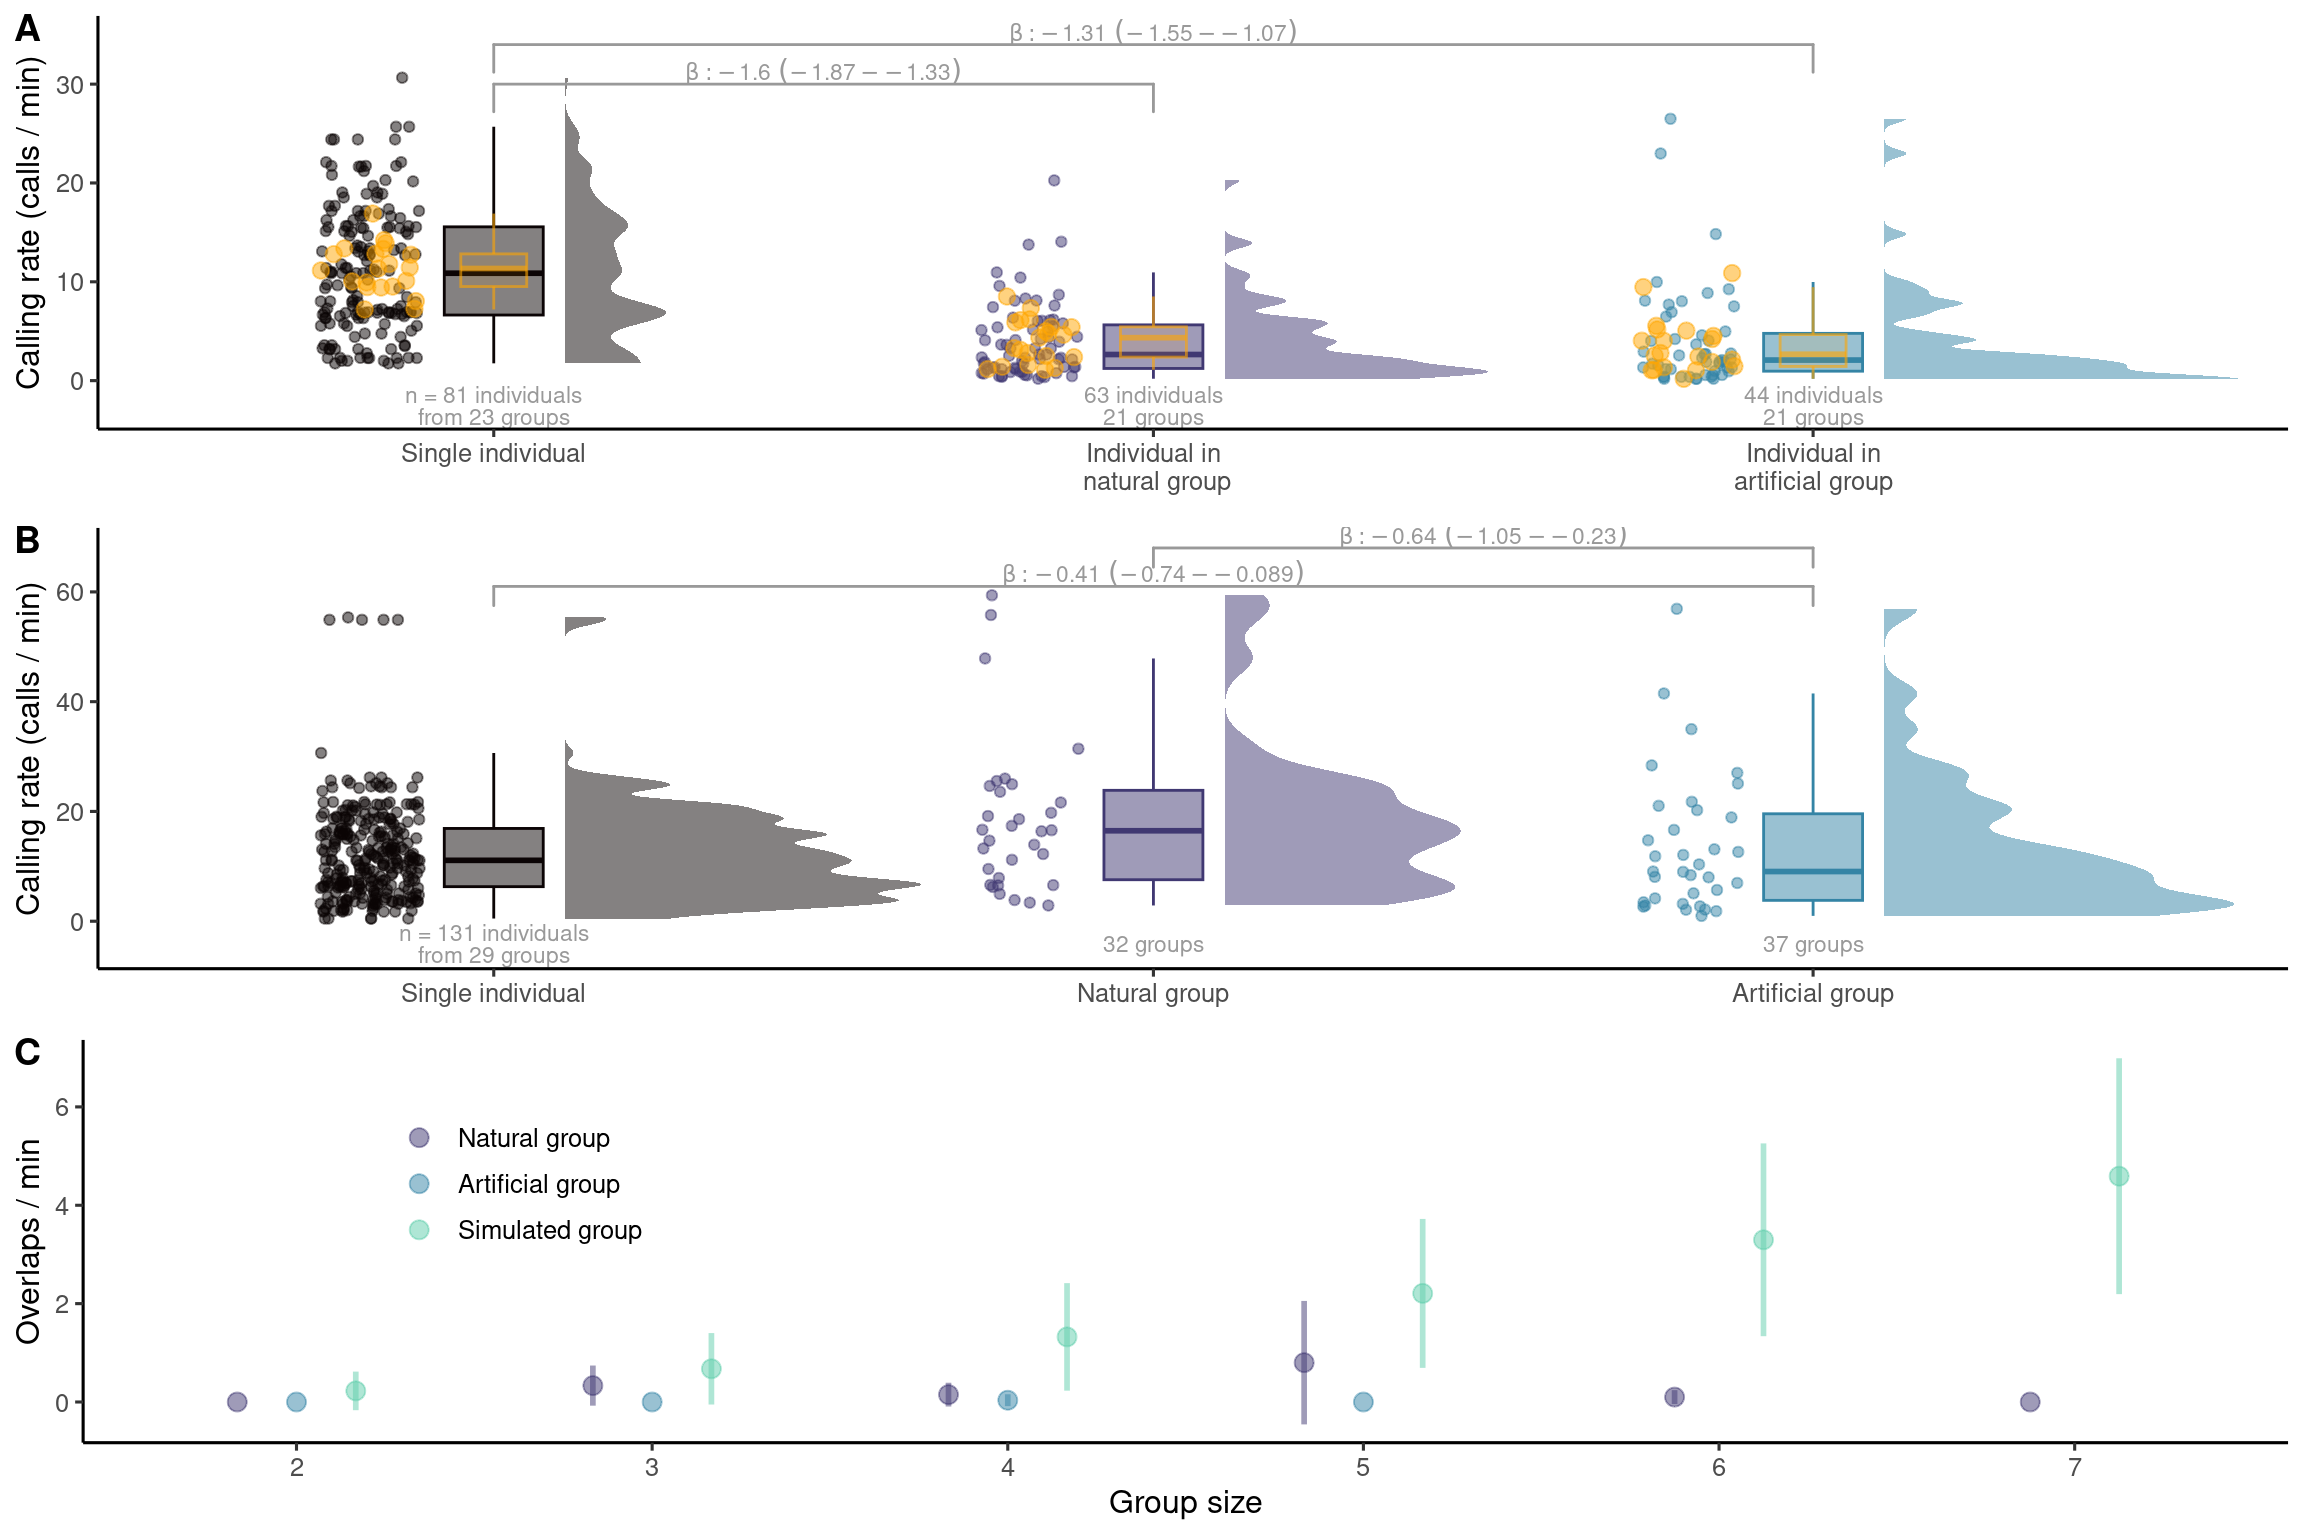 A
β : −1.31 (−1.55 − −1.07)
β : −1.6 (−1.87 − −1.33)
Calling rate (calls / min)
30
20
10
0
n = 81 individuals
from 23 groups
63 individuals
21 groups
44 individuals
21 groups
Single individual
Individual in
natural group
Individual in
artificial group
B
β : −0.64 (−1.05 − −0.23)
β : −0.41 (−0.74 − −0.089)
Calling rate (calls / min)
60
40
20
0
n = 131 individuals
from 29 groups
32 groups
37 groups
Single individual
Natural group
Artificial group
C
Overlaps / min
6
4
2
0
Natural group
Artificial group
Simulated group
2
3
4
5
6
7
Group size